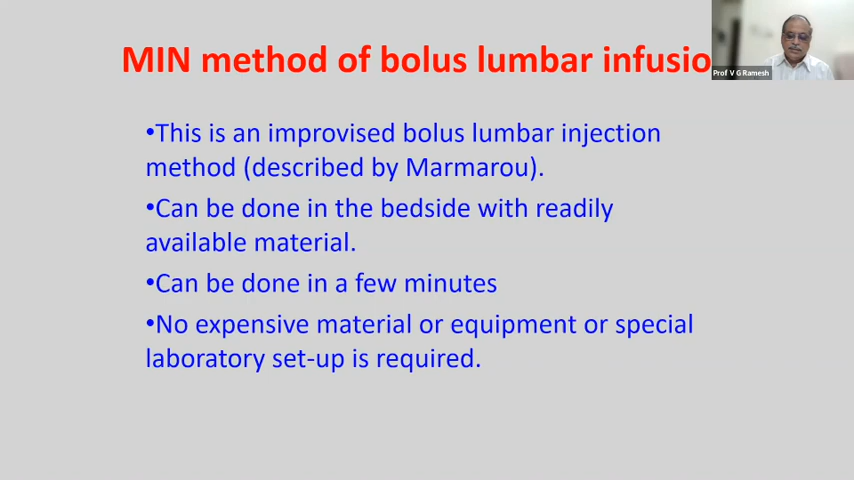 MIN method of bolus lumbar infusio
Prof V G Ramesh
•This is an improvised bolus lumbar injection
method (described by Marmarou).
•Can be done in the bedside with readily
available material.
•Can be done in a few minutes
•No expensive material or equipment or special
laboratory set-up is required.